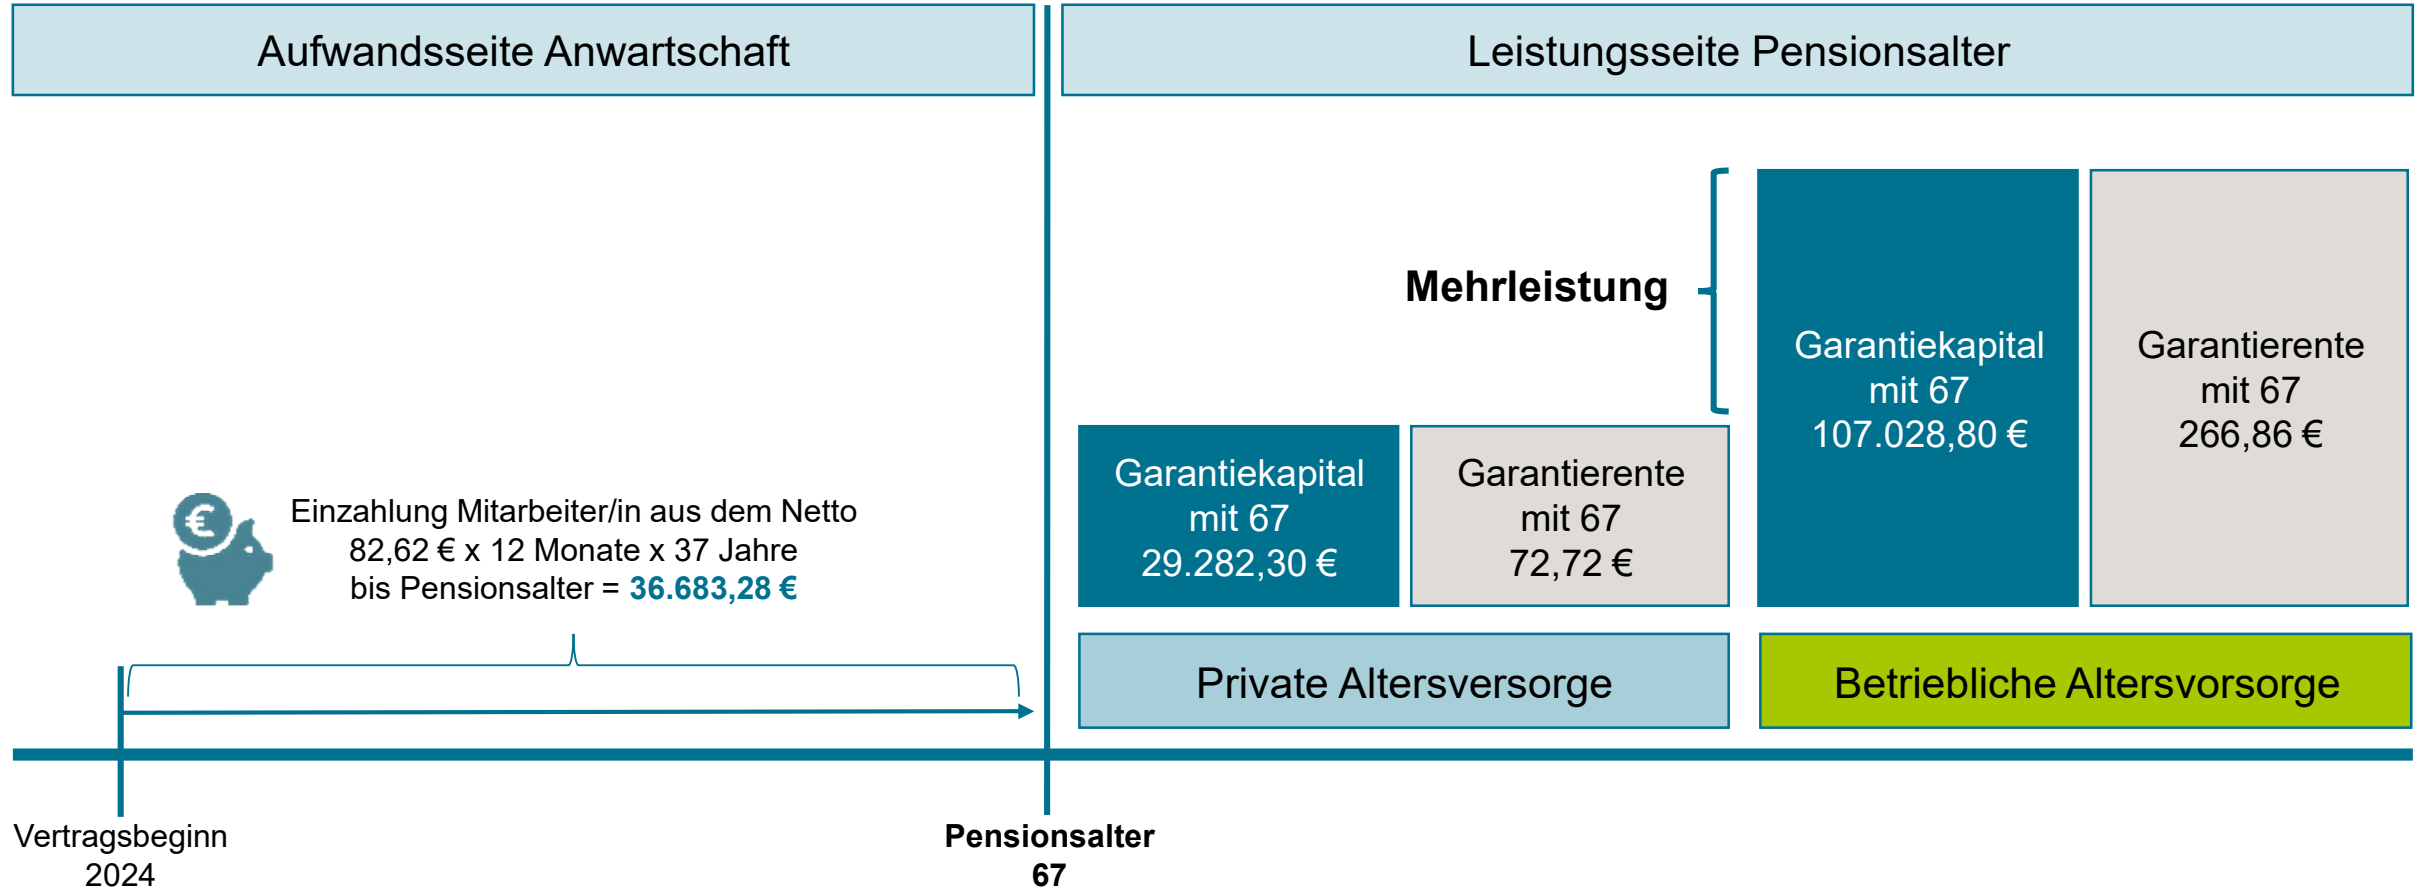 Aufwandsseite Anwartschaft
Leistungsseite Pensionsalter
Mehrleistung
Garantiekapital
mit 67
107.028,80 €
Garantierente
mit 67
266,86 €
Garantiekapital
mit 67
29.282,30 €
Garantierente
mit 67
72,72 €
€
Einzahlung Mitarbeiter/in aus dem Netto
82,62 € x 12 Monate x 37 Jahre
bis Pensionsalter = 36.683,28 €
Private Altersversorge
Betriebliche Altersvorsorge
Vertragsbeginn
2024
Pensionsalter
67